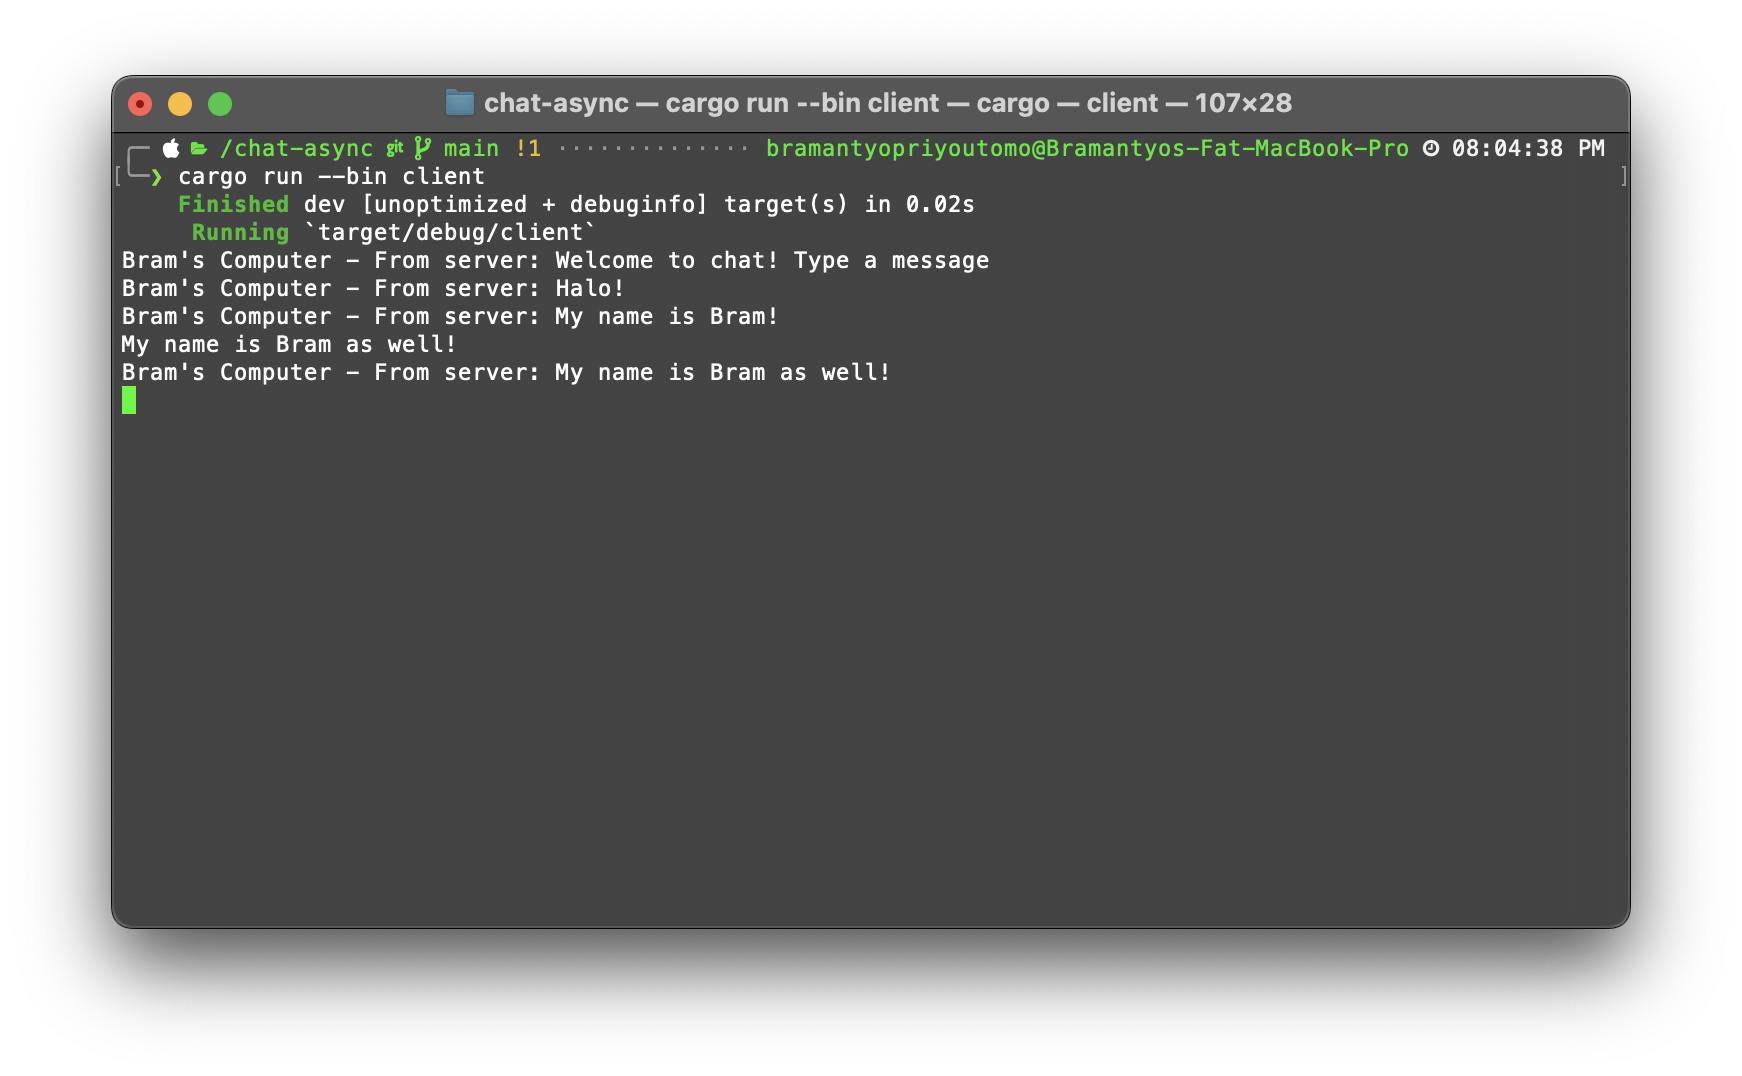 chat-async — cargo run --bin client — cargo — client — 107×28
/chat-async git main !1 ·············· bramantyopriyoutomo@Bramantyos-Fat-MacBook-Pro 08:04:38 PM
❯ cargo run --bin client
Finished dev [unoptimized + debuginfo] target(s) in 0.02s
Running `target/debug/client`
Bram's Computer - From server: Welcome to chat! Type a message
Bram's Computer - From server: Halo!
Bram's Computer - From server: My name is Bram!
My name is Bram as well!
Bram's Computer - From server: My name is Bram as well!